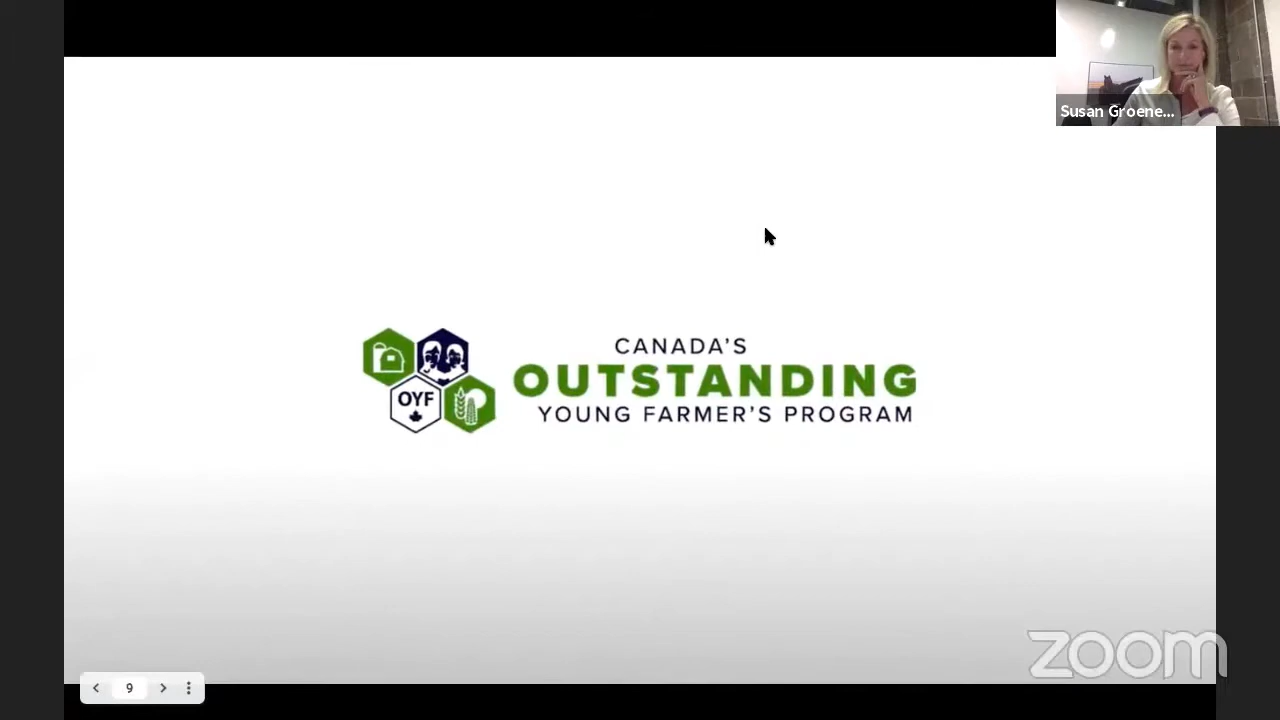 Susan Groene...
CANADA'S
OUTSTANDING
YOUNG FARMER'S PROGRAM
OYF
zoom
9